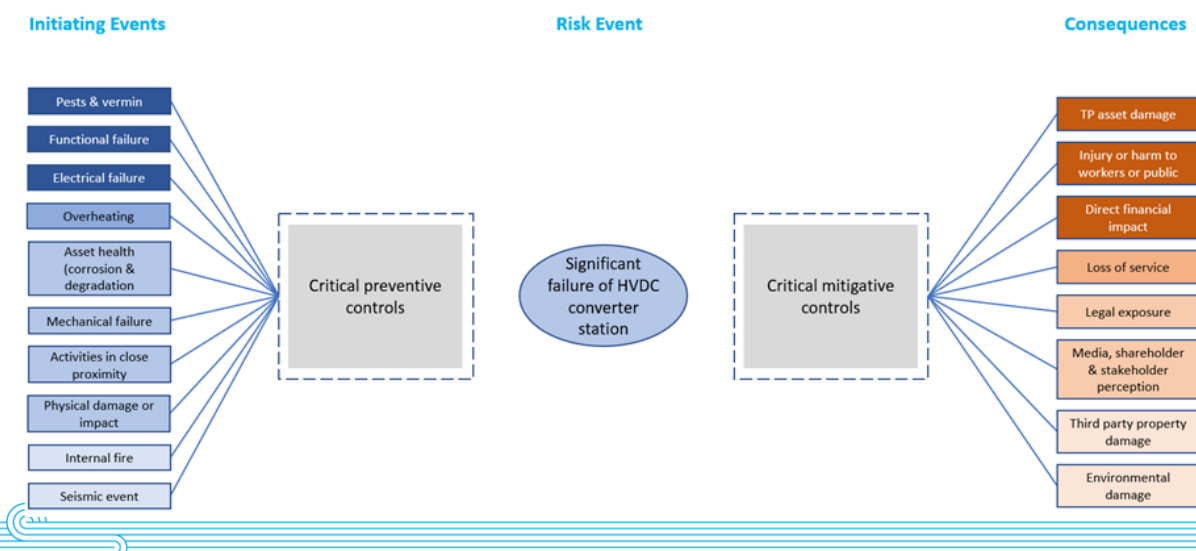 Initiating Events
Risk Event
Consequences
Pests & vermin
Functional failure
Electrical failure
Overheating
Asset health
(corrosion &
degradation
Mechanical failure
Activities in close
proximity
Physical damage or
impact
Internal fire
Seismic event
Critical preventive
controls
Significant
failure of HVDC
converter
station
Critical mitigative
controls
TP asset damage
Injury or harm to
workers or public
Direct financial
impact
Loss of service
Legal exposure
Media, shareholder
& stakeholder
perception
Third party property
damage
Environmental
damage